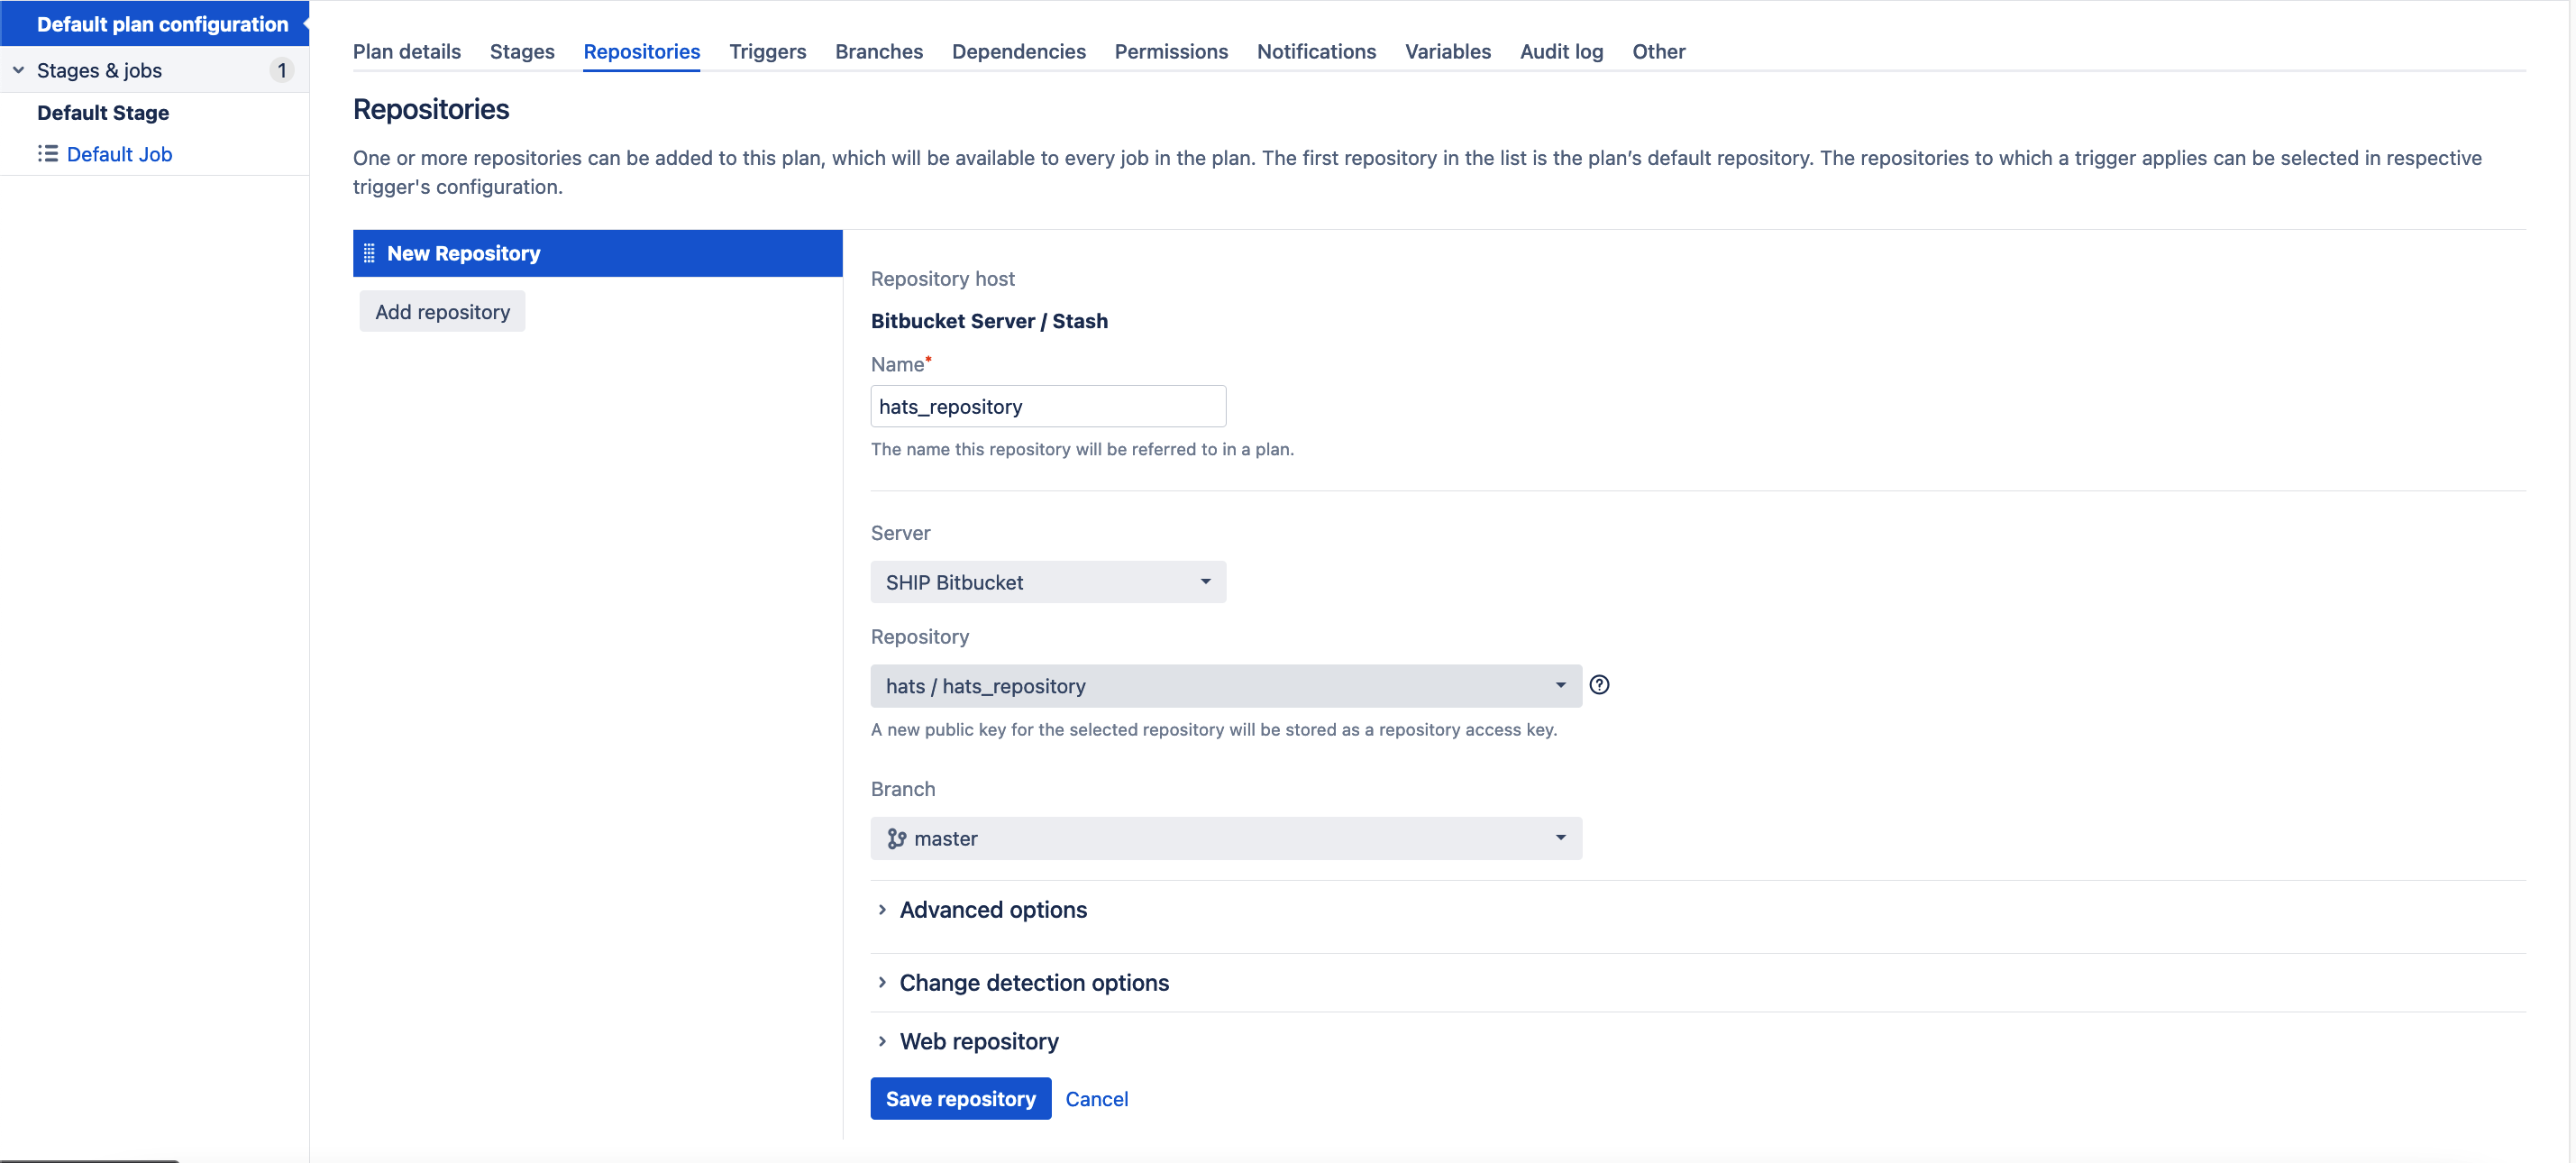 Default plan configuration
Stages & jobs 1
Default Stage
Default Job
Plan details Stages Repositories Triggers Branches Dependencies Permissions Notifications Variables Audit log Other
Repositories
One or more repositories can be added to this plan, which will be available to every job in the plan. The first repository in the list is the plan’s default repository. The repositories to which a trigger applies can be selected in respective
trigger's configuration.
New Repository
Add repository
Repository host
Bitbucket Server / Stash
Name*
hats_repository
The name this repository will be referred to in a plan.
Server
SHIP Bitbucket
Repository
hats / hats_repository
A new public key for the selected repository will be stored as a repository access key.
Branch
master
Advanced options
Change detection options
Web repository
Save repository Cancel